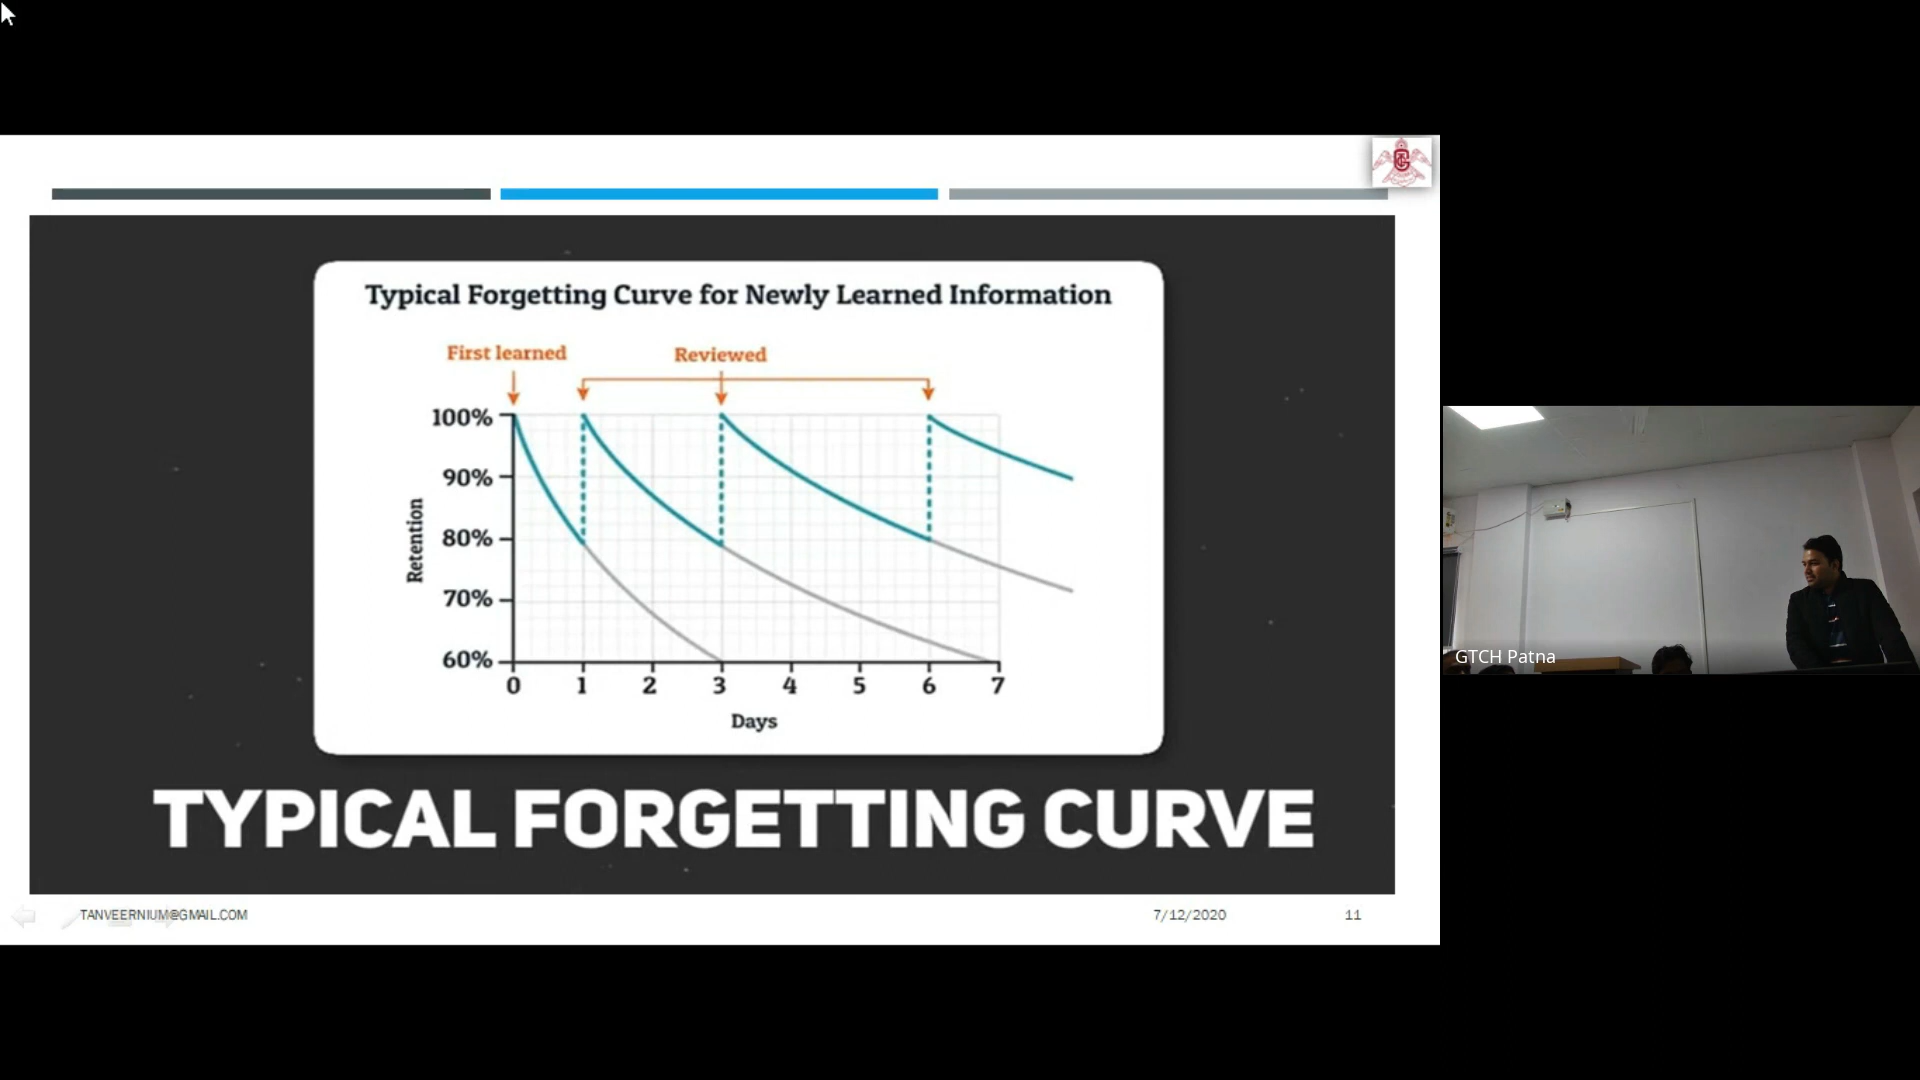 Typical Forgetting Curve for Newly Learned Information
First learned
Reviewed
100%
90%
80%
70%
60%
Retention
0 1 2 3 4 5 6 7
Days
TYPICAL FORGETTING CURVE
TANVEERNIUM@GMAIL.COM
7/12/2020
11
GTCH Patna